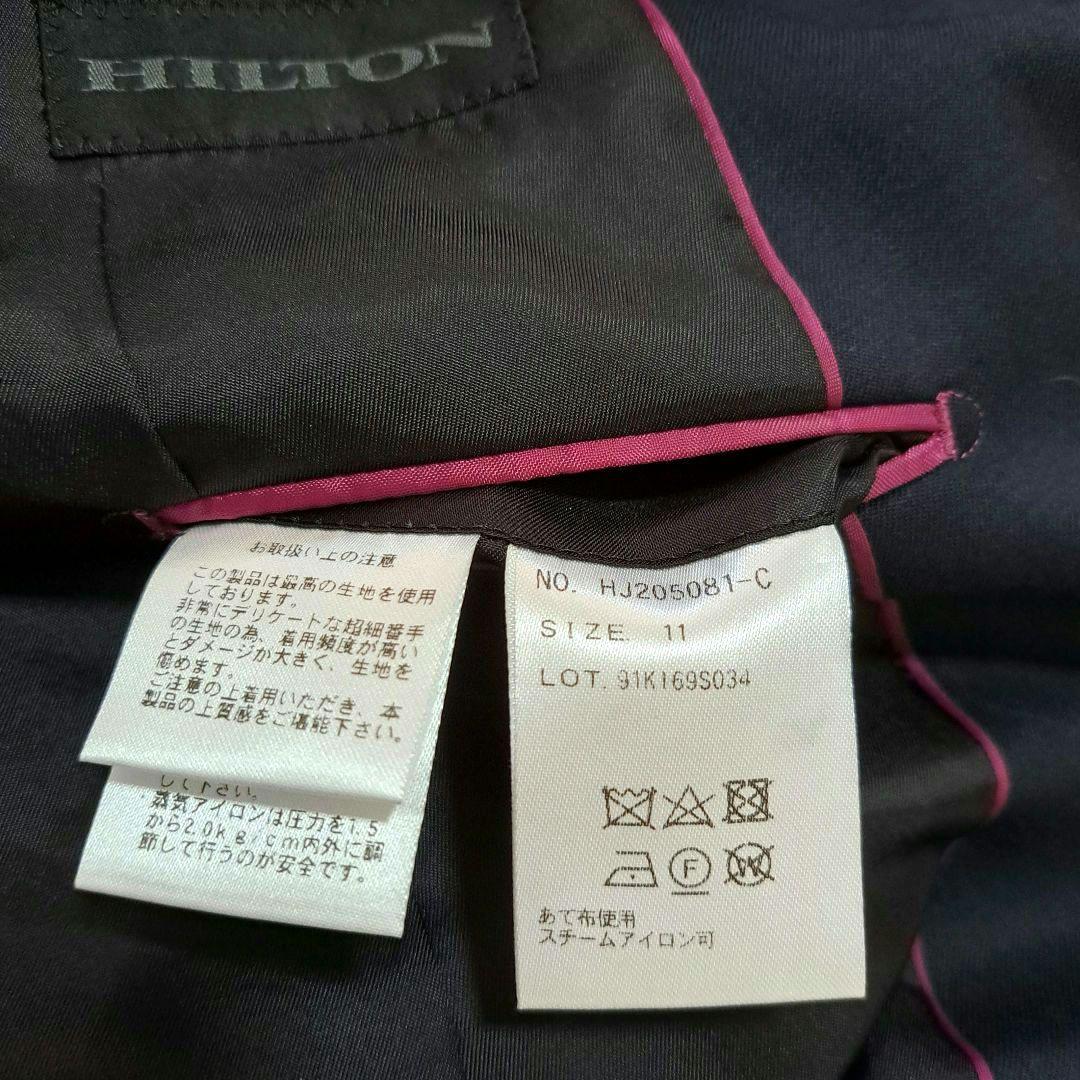 HILTON
お取扱い上の注意
この製品は最高の生地を使用
しております。
非常にデリケートな超細番手
の生地の為、着用頻度が高い
とダメージが大きく、生地を
傷めます。
ご注意の上着用いただき、本
製品の上質感をご堪能下さい。
して下さい。
蒸気アイロンは圧力を1.5
から2.0kg/cm内外に調
節して行うのが安全です。
NO. HJ205081-C
SIZE 11
LOT. 91KI69S034
F
W
あて布使用
スチームアイロン可